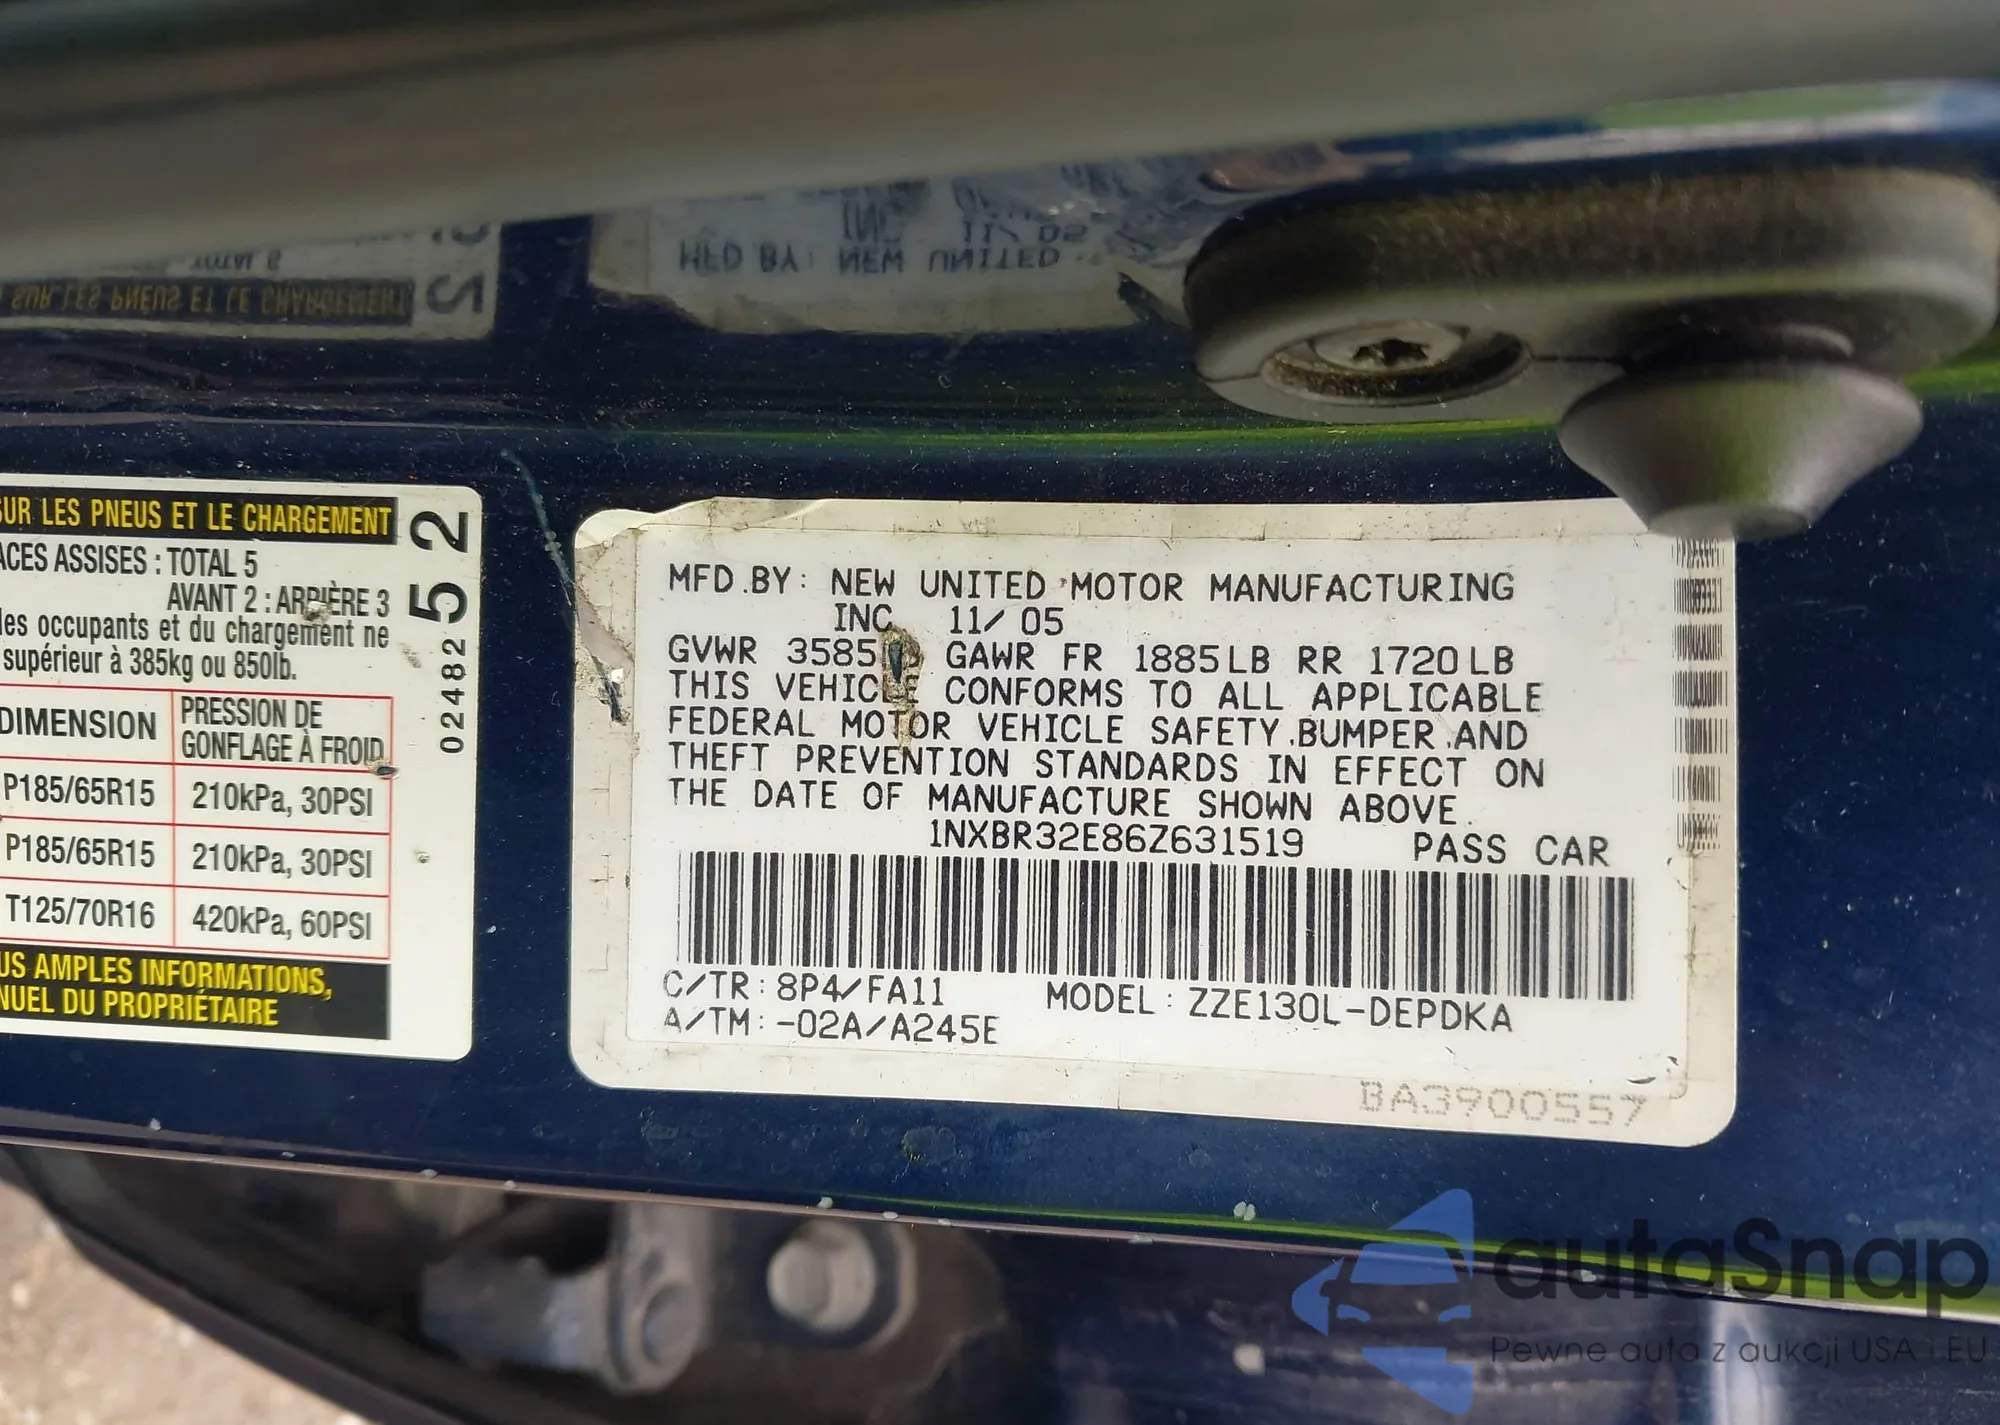 SUR LES PNEUS ET LE CHARGEMENT
ACES ASSISES : TOTAL 5
AVANT 2 : ARRIÈRE 3
les occupants et du chargement ne
supérieur à 385kg ou 850lb.
DIMENSION
PRESSION DE
GONFLAGE À FROID
P185/65R15 210kPa, 30PSI
P185/65R15 210kPa, 30PSI
T125/70R16 420kPa, 60PSI
US AMPLES INFORMATIONS,
NUEL DU PROPRIÉTAIRE
02482 52
MFD.BY: NEW UNITED MOTOR MANUFACTURING
INC 11/05
GVWR 3585 GAWR FR 1885LB RR 1720LB
THIS VEHICLE CONFORMS TO ALL APPLICABLE
FEDERAL MOTOR VEHICLE SAFETY,BUMPER,AND
THEFT PREVENTION STANDARDS IN EFFECT ON
THE DATE OF MANUFACTURE SHOWN ABOVE.
1NXBR32E86Z631519 PASS CAR
C/TR: 8P4/FA11 MODEL: ZZE130L-DEPDKA
A/TM: -02A/A245E
BA3900557
autaSnap
Pewne auta z aukcji USA i EU